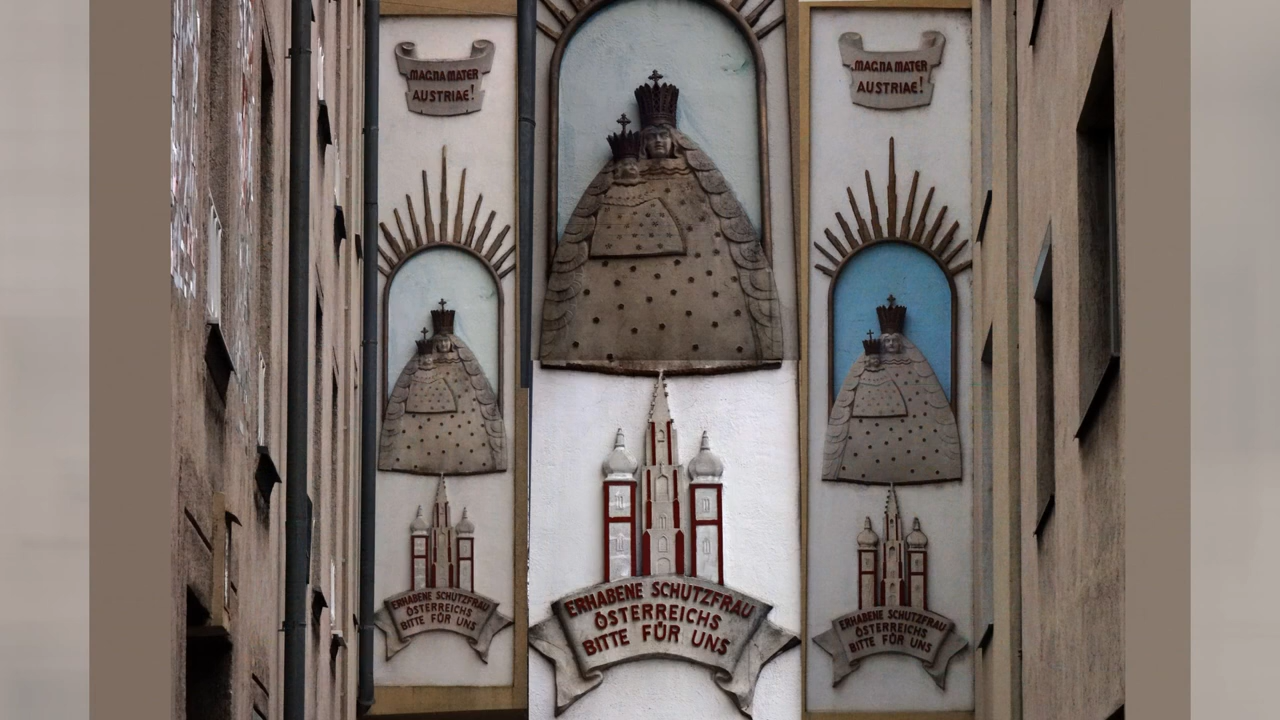 „MAGNA MATER
AUSTRIAE!
ERHABENE SCHUTZFRAU
ÖSTERREICHS
BITTE FÜR UNS
ERHABENE SCHUTZFRAU
ÖSTERREICHS
BITTE FÜR UNS
„MAGNA MATER
AUSTRIAE!
ERHABENE SCHUTZFRAU
ÖSTERREICHS
BITTE FÜR UNS